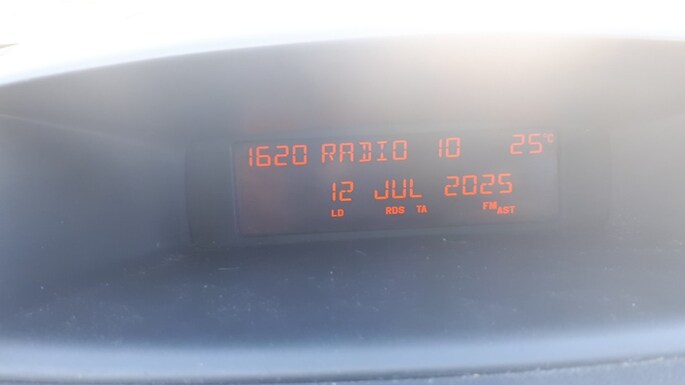 1620 RADIO 10 25°C
12 JUL 2025
LD RDS TA FM AST